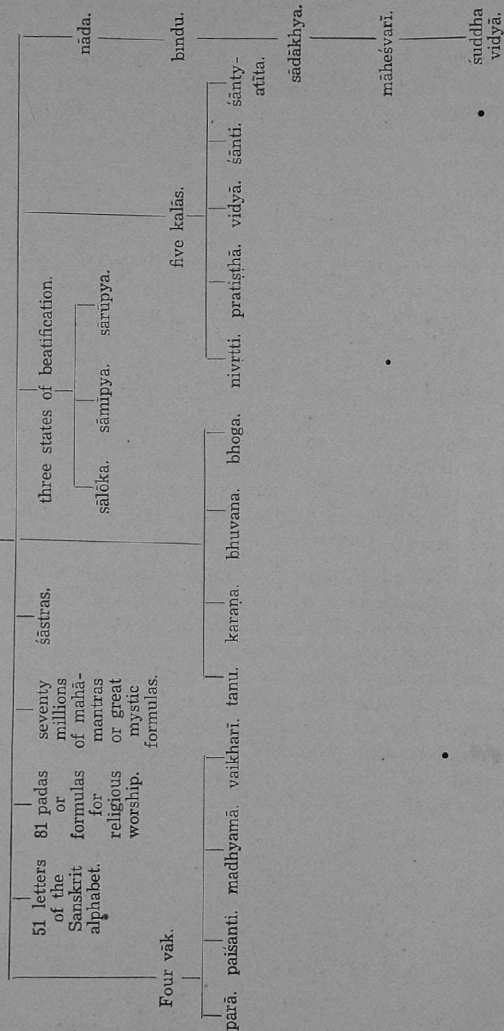 51 letters
of the
Sanskrit
alphabet.
81 padas
or
formulas
for
religious
worship.
seventy
millions
of mahā-
mantras
or great
mystic
formulas.
śāstras.
three states of beatification.
sālōka. sāmīpya. sārūpya.
nāda.
Four vāk.
five kalās.
bindu.
parā. paiśanti. madhyamā. vaikharī. tanu. karaṇa. bhuvana. bhoga. nivṛtti. pratiṣṭhā. vidyā. śānti. śānty-
atīta.
sādākhya.
māheśvarī.
śuddha
vidyā.